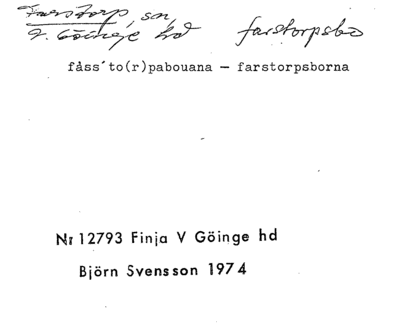 Farstorp, sn,
V. Göinge hd farstorpsbo
fåss´to(r)pabouana — farstorpsborna
Nr 12793 Finja V Göinge hd
Björn Svensson 1974